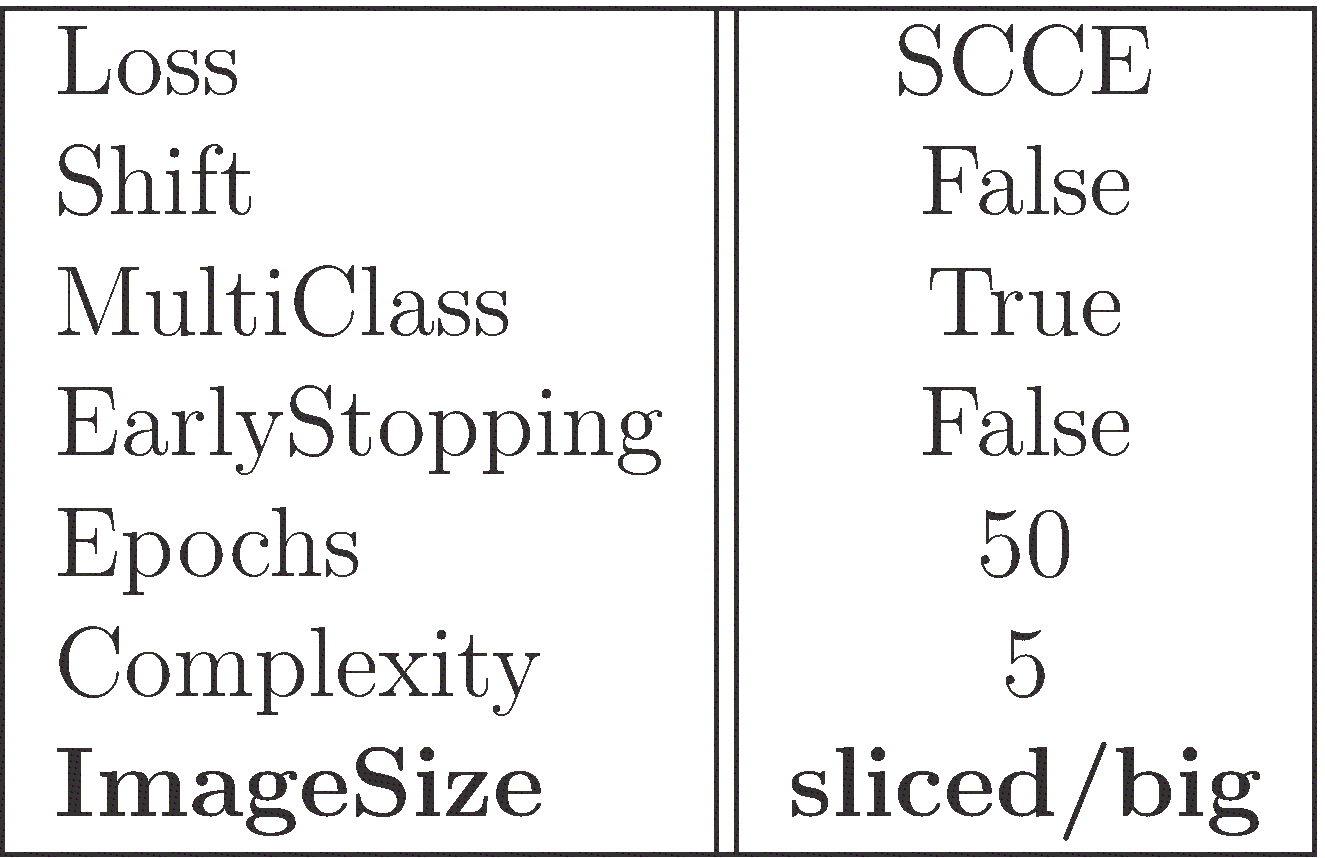 Loss SCCE
Shift False
MultiClass True
EarlyStopping False
Epochs 50
Complexity 5
ImageSize sliced/big